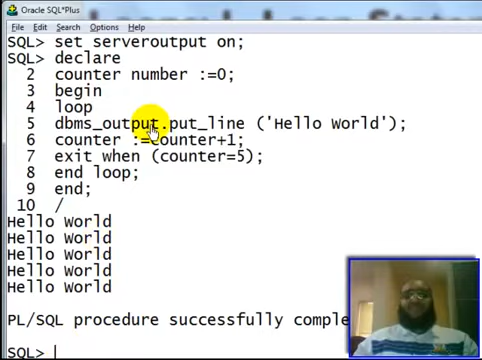 Oracle SQL*Plus
File Edit Search Options Help
SQL> set serveroutput on;
SQL> declare
2 counter number :=0;
3 begin
4 loop
5 dbms_output.put_line ('Hello World');
6 counter :=counter+1;
7 exit when (counter=5);
8 end loop;
9 end;
10 /
Hello World
Hello World
Hello World
Hello World
Hello World
PL/SQL procedure successfully comple
SQL>